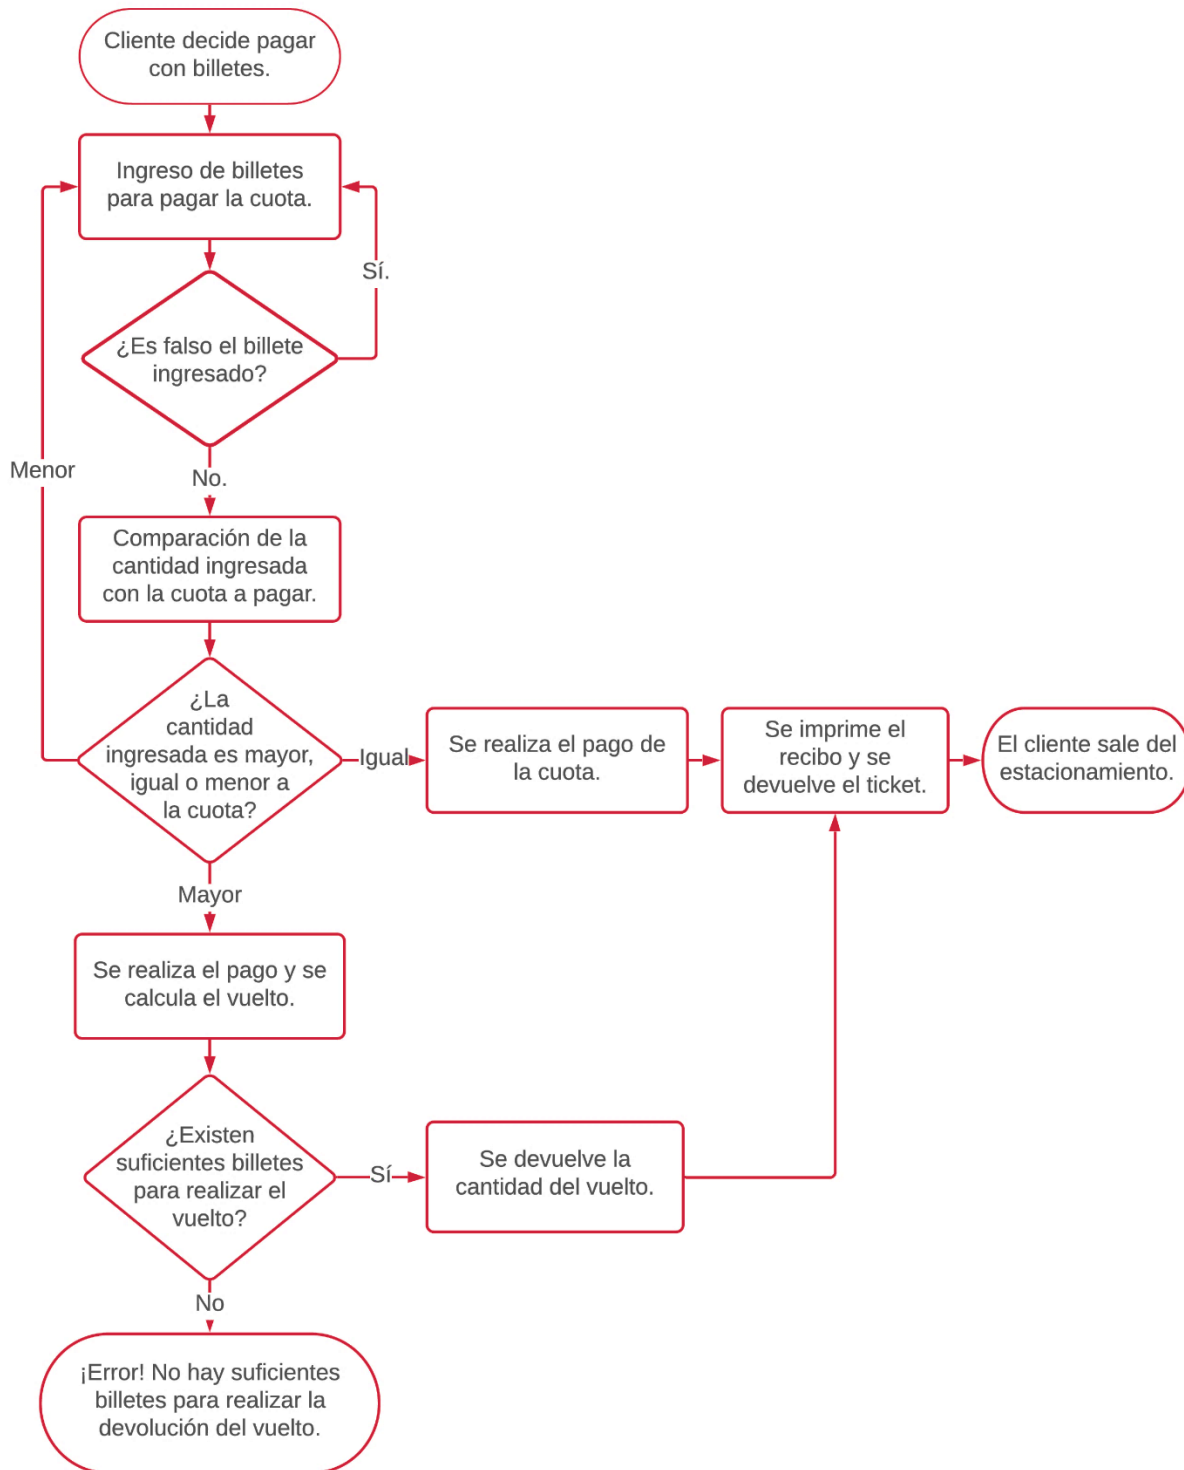 Cliente decide pagar
con billetes.
Ingreso de billetes
para pagar la cuota.
Sí.
¿Es falso el billete
ingresado?
Menor
No.
Comparación de la
cantidad ingresada
con la cuota a pagar.
¿La
cantidad
ingresada es mayor,
igual o menor a
la cuota?
Igual
Se realiza el pago de
la cuota.
Se imprime el
recibo y se
devuelve el ticket.
El cliente sale del
estacionamiento.
Mayor
Se realiza el pago y se
calcula el vuelto.
¿Existen
suficientes billetes
para realizar el
vuelto?
Sí
Se devuelve la
cantidad del vuelto.
No
¡Error! No hay suficientes
billetes para realizar la
devolución del vuelto.